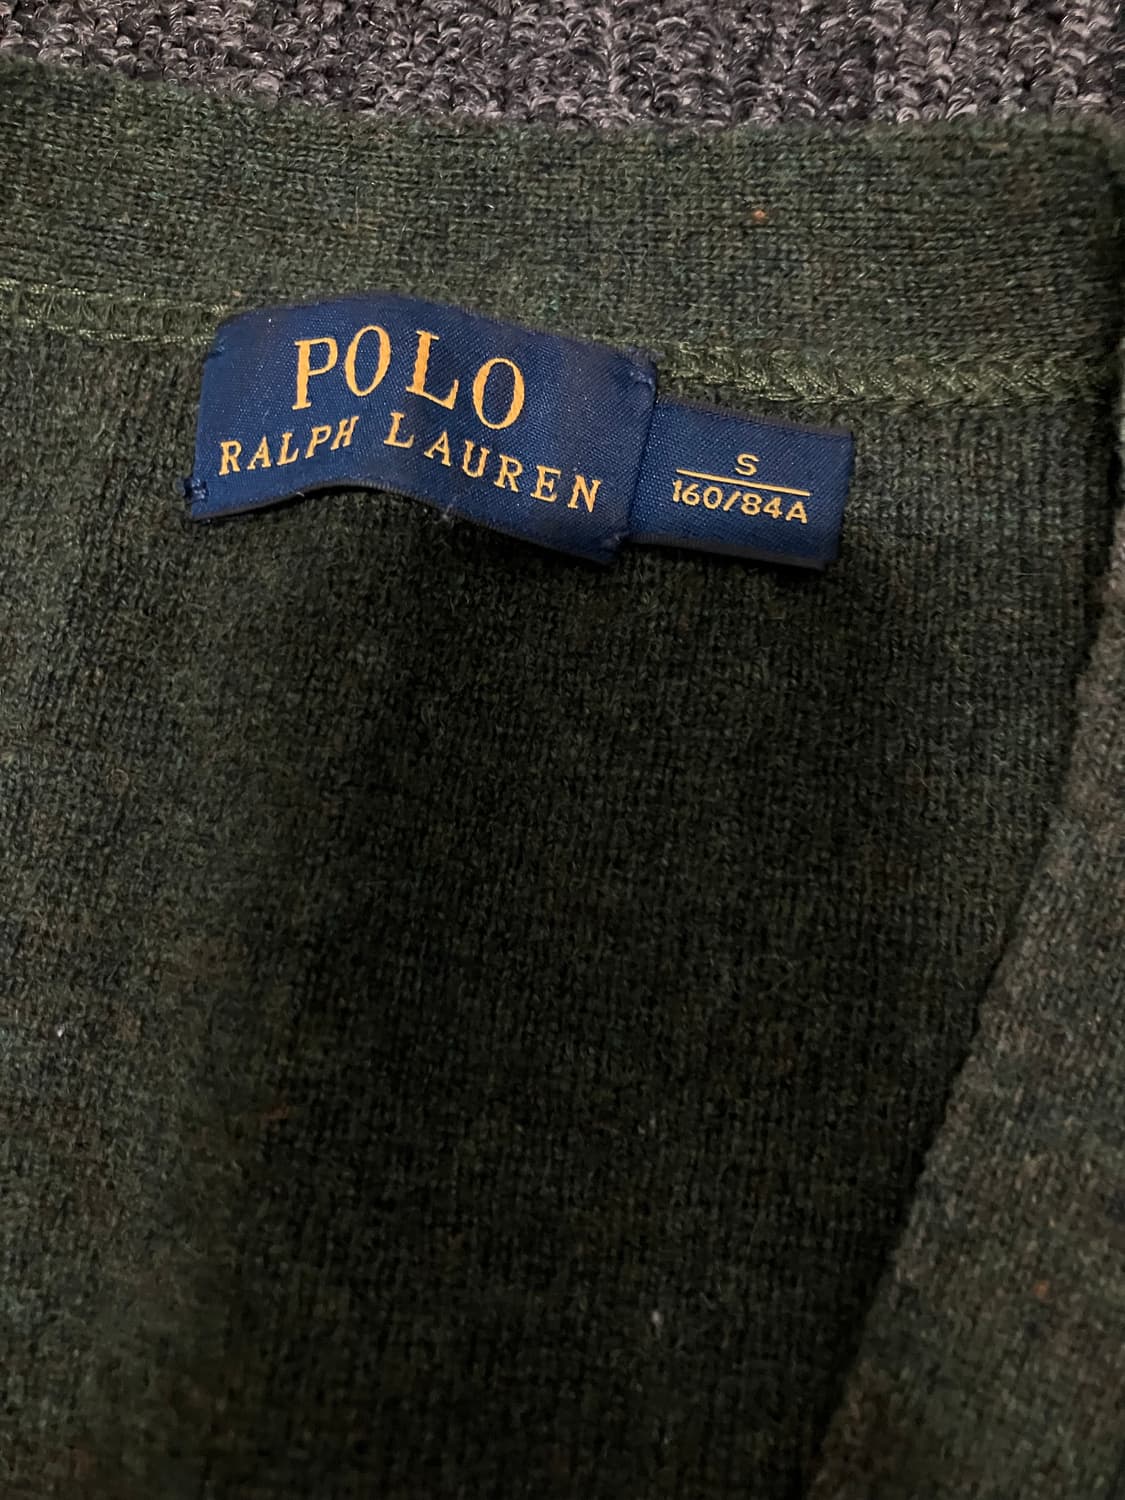 POLO
RALPH LAUREN
S
160/84A